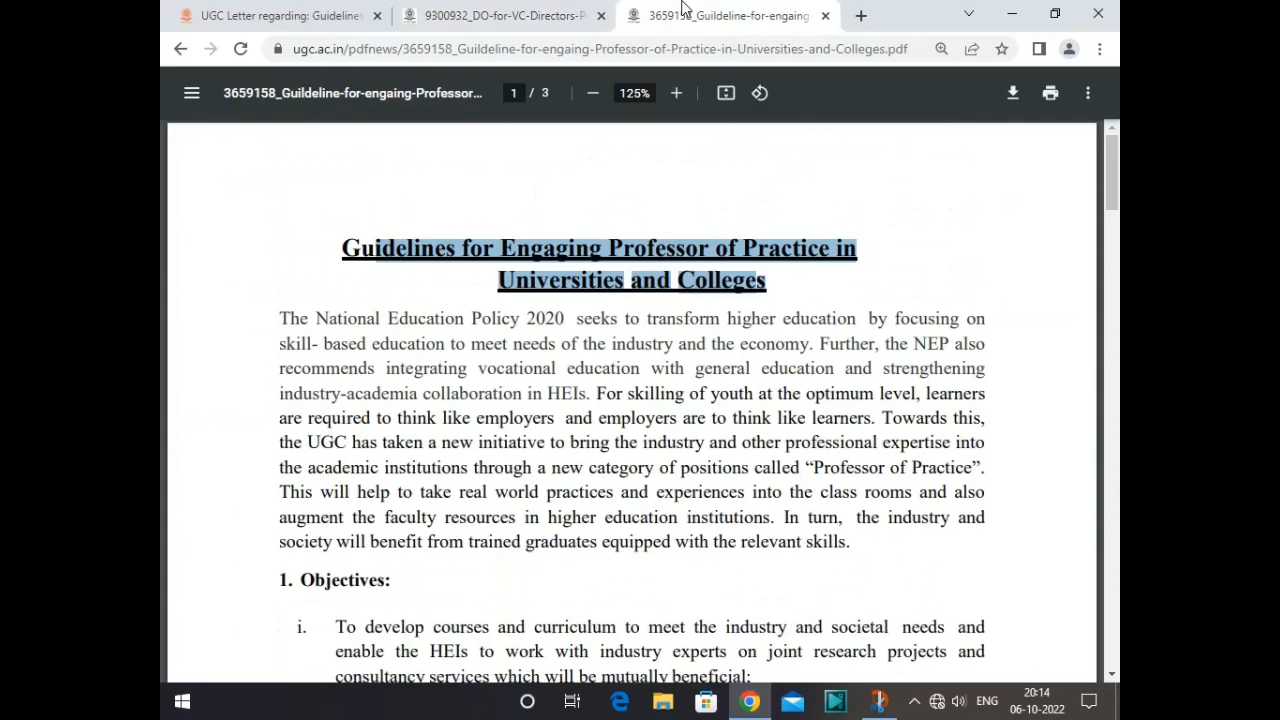 UGC Letter regarding: Guidelines
9300932_DO-for-VC-Directors-P
3659158_Guildeline-for-engaing-
ugc.ac.in/pdfnews/3659158_Guildeline-for-engaing-Professor-of-Practice-in-Universities-and-Colleges.pdf
3659158_Guildeline-for-engaing-Professor... 1 / 3 125%
Guidelines for Engaging Professor of Practice in
Universities and Colleges
The National Education Policy 2020 seeks to transform higher education by focusing on
skill- based education to meet needs of the industry and the economy. Further, the NEP also
recommends integrating vocational education with general education and strengthening
industry-academia collaboration in HEIs. For skilling of youth at the optimum level, learners
are required to think like employers and employers are to think like learners. Towards this,
the UGC has taken a new initiative to bring the industry and other professional expertise into
the academic institutions through a new category of positions called “Professor of Practice”.
This will help to take real world practices and experiences into the class rooms and also
augment the faculty resources in higher education institutions. In turn, the industry and
society will benefit from trained graduates equipped with the relevant skills.
1. Objectives:
i. To develop courses and curriculum to meet the industry and societal needs and
enable the HEIs to work with industry experts on joint research projects and
consultancy services which will be mutually beneficial;
ENG
20:14
06-10-2022